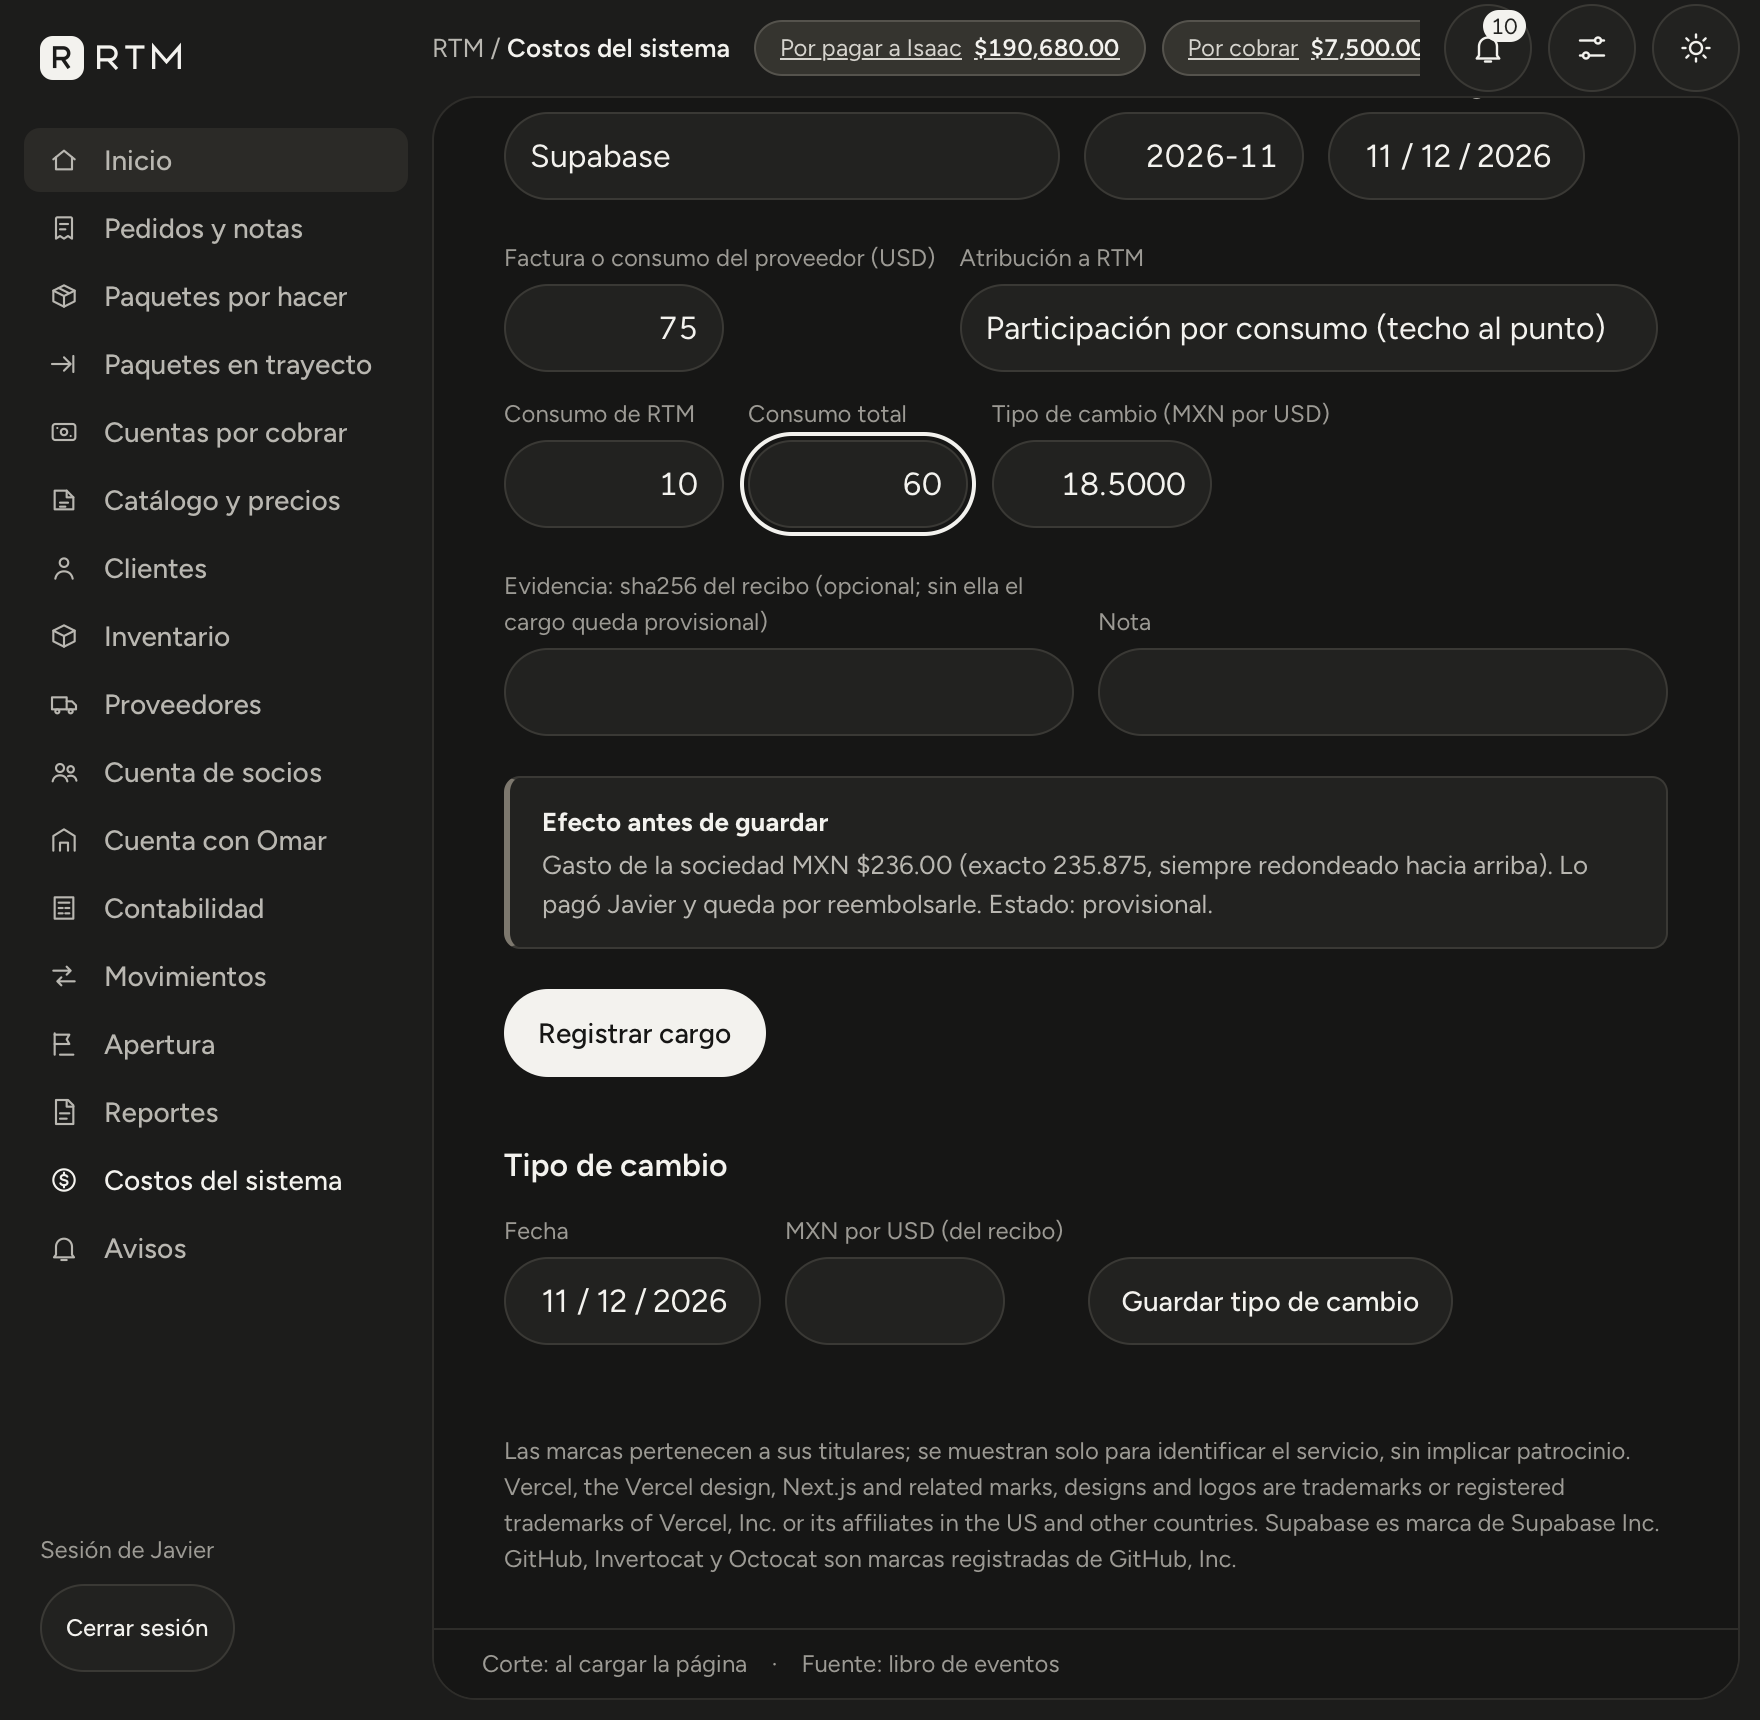 R RTM
RTM / Costos del sistema
Por pagar a Isaac $190,680.00
Por cobrar $7,500.00
10
Inicio
Pedidos y notas
Paquetes por hacer
Paquetes en trayecto
Cuentas por cobrar
Catálogo y precios
Clientes
Inventario
Proveedores
Cuenta de socios
Cuenta con Omar
Contabilidad
Movimientos
Apertura
Reportes
Costos del sistema
Avisos
Sesión de Javier
Cerrar sesión
Supabase
2026-11
11 / 12 / 2026
Factura o consumo del proveedor (USD)
Atribución a RTM
75
Participación por consumo (techo al punto)
Consumo de RTM
Consumo total
Tipo de cambio (MXN por USD)
10
60
18.5000
Evidencia: sha256 del recibo (opcional; sin ella el
cargo queda provisional)
Nota
Efecto antes de guardar
Gasto de la sociedad MXN $236.00 (exacto 235.875, siempre redondeado hacia arriba). Lo
pagó Javier y queda por reembolsarle. Estado: provisional.
Registrar cargo
Tipo de cambio
Fecha
MXN por USD (del recibo)
11 / 12 / 2026
Guardar tipo de cambio
Las marcas pertenecen a sus titulares; se muestran solo para identificar el servicio, sin implicar patrocinio.
Vercel, the Vercel design, Next.js and related marks, designs and logos are trademarks or registered
trademarks of Vercel, Inc. or its affiliates in the US and other countries. Supabase es marca de Supabase Inc.
GitHub, Invertocat y Octocat son marcas registradas de GitHub, Inc.
Corte: al cargar la página · Fuente: libro de eventos